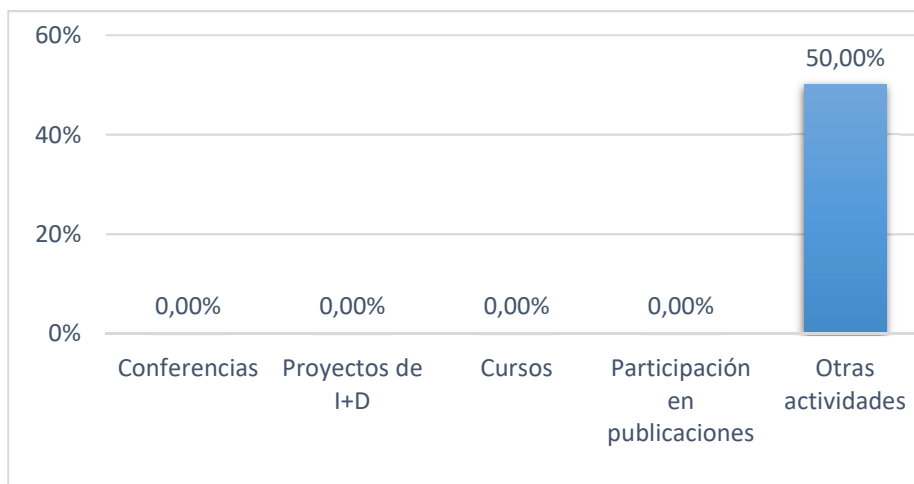 60%
50,00%
40%
20%
0,00% 0,00% 0,00% 0,00%
0%
Conferencias Proyectos de I+D Cursos Participación en publicaciones Otras actividades